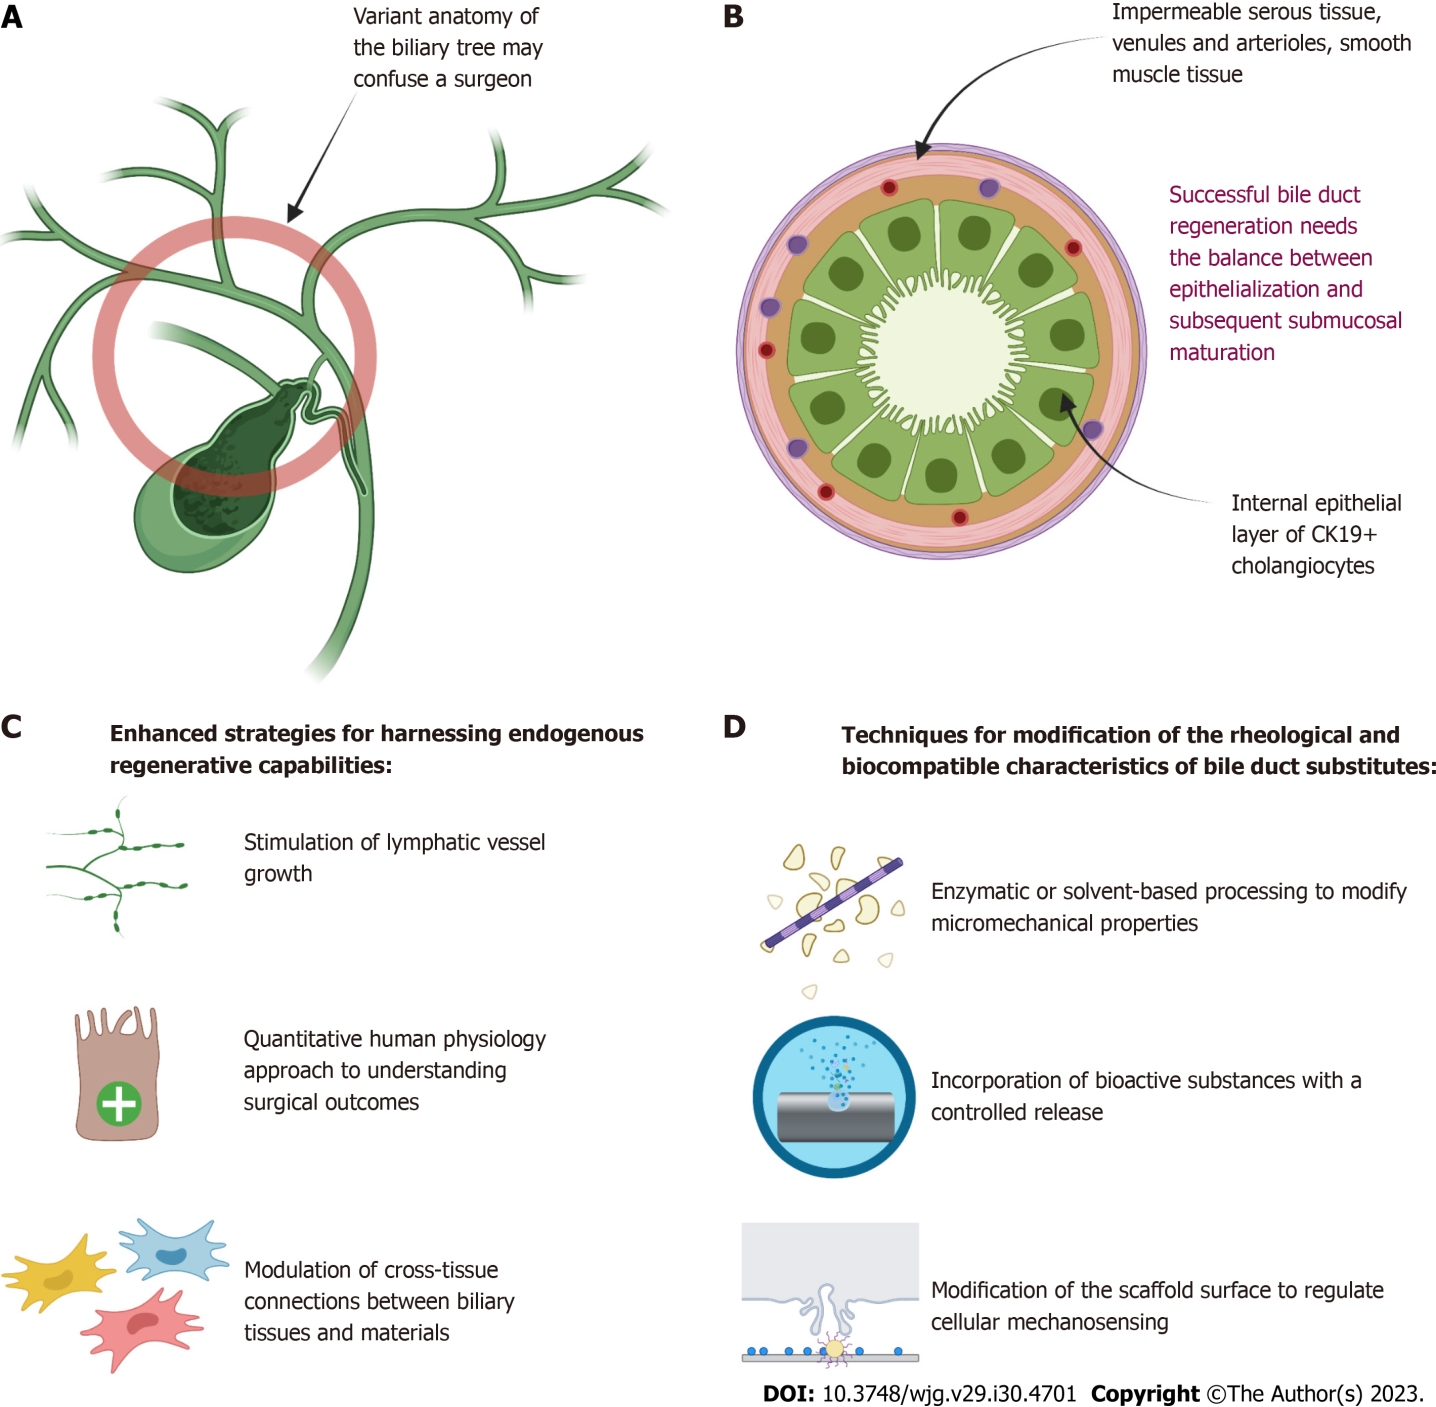 A
Variant anatomy of
the biliary tree may
confuse a surgeon
B
Impermeable serous tissue,
venules and arterioles, smooth
muscle tissue
Successful bile duct
regeneration needs
the balance between
epithelialization and
subsequent submucosal
maturation
Internal epithelial
layer of CK19+
cholangiocytes
C
Enhanced strategies for harnessing endogenous
regenerative capabilities:
Stimulation of lymphatic vessel
growth
Quantitative human physiology
approach to understanding
surgical outcomes
Modulation of cross-tissue
connections between biliary
tissues and materials
D
Techniques for modification of the rheological and
biocompatible characteristics of bile duct substitutes:
Enzymatic or solvent-based processing to modify
micromechanical properties
Incorporation of bioactive substances with a
controlled release
Modification of the scaffold surface to regulate
cellular mechanosensing
DOI: 10.3748/wjg.v29.i30.4701 Copyright ©The Author(s) 2023.